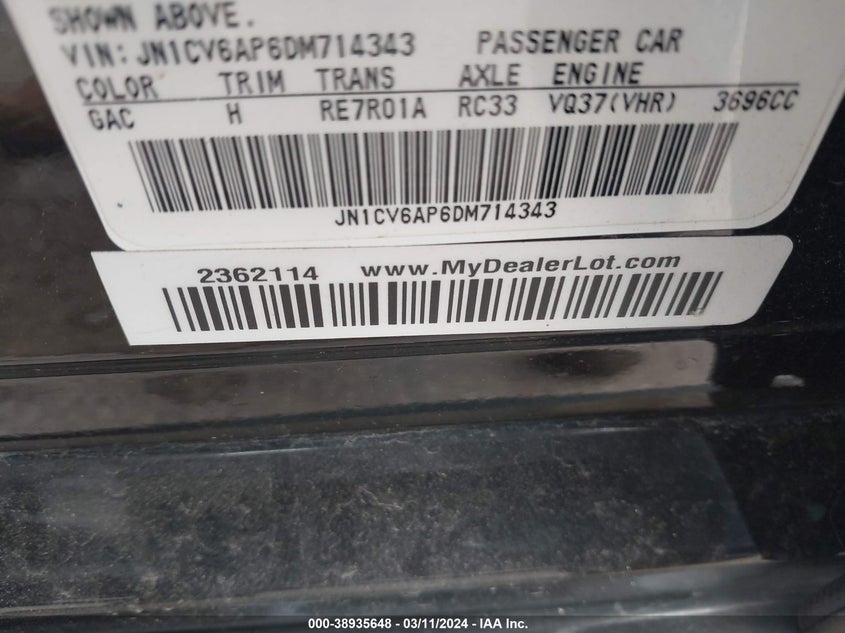 SHOWN ABOVE.
VIN: JN1CV6AP6DM714343 PASSENGER CAR
COLOR TRIM TRANS AXLE ENGINE
GAC H RE7R01A RC33 VQ37(VHR) 3696CC
JN1CV6AP6DM714343
2362114 www.MyDealerLot.com
000-38935648 / 03/11/2024 - IAA Inc.